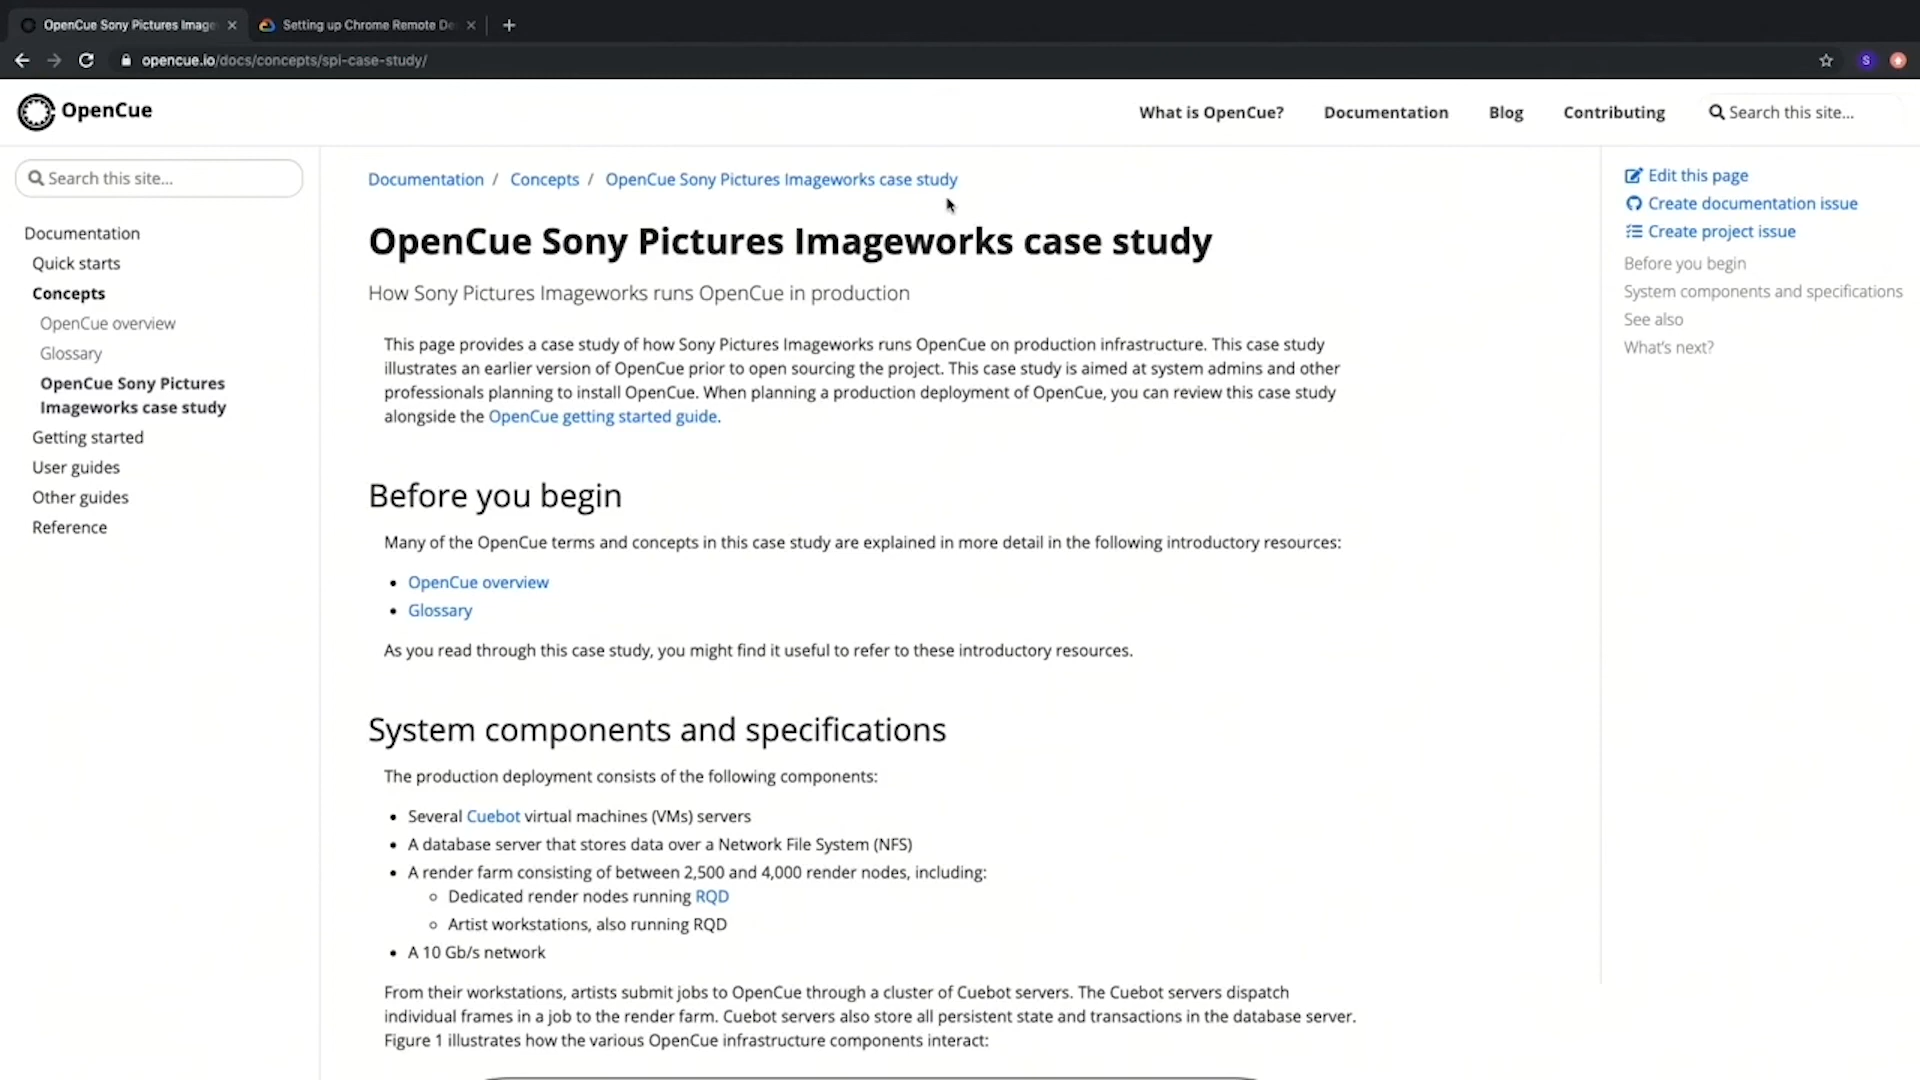 OpenCue Sony Pictures Image
Setting up Chrome Remote De
opencue.io/docs/concepts/spi-case-study/
S
OpenCue
What is OpenCue?
Documentation
Blog
Contributing
Search this site...
Search this site...
Documentation
Quick starts
Concepts
OpenCue overview
Glossary
OpenCue Sony Pictures
Imageworks case study
Getting started
User guides
Other guides
Reference
Documentation / Concepts / OpenCue Sony Pictures Imageworks case study
OpenCue Sony Pictures Imageworks case study
How Sony Pictures Imageworks runs OpenCue in production
This page provides a case study of how Sony Pictures Imageworks runs OpenCue on production infrastructure. This case study
illustrates an earlier version of OpenCue prior to open sourcing the project. This case study is aimed at system admins and other
professionals planning to install OpenCue. When planning a production deployment of OpenCue, you can review this case study
alongside the OpenCue getting started guide.
Before you begin
Many of the OpenCue terms and concepts in this case study are explained in more detail in the following introductory resources:
• OpenCue overview
• Glossary
As you read through this case study, you might find it useful to refer to these introductory resources.
System components and specifications
The production deployment consists of the following components:
• Several Cuebot virtual machines (VMs) servers
• A database server that stores data over a Network File System (NFS)
• A render farm consisting of between 2,500 and 4,000 render nodes, including:
◦ Dedicated render nodes running RQD
◦ Artist workstations, also running RQD
• A 10 Gb/s network
From their workstations, artists submit jobs to OpenCue through a cluster of Cuebot servers. The Cuebot servers dispatch
individual frames in a job to the render farm. Cuebot servers also store all persistent state and transactions in the database server.
Figure 1 illustrates how the various OpenCue infrastructure components interact:
Edit this page
Create documentation issue
Create project issue
Before you begin
System components and specifications
See also
What's next?